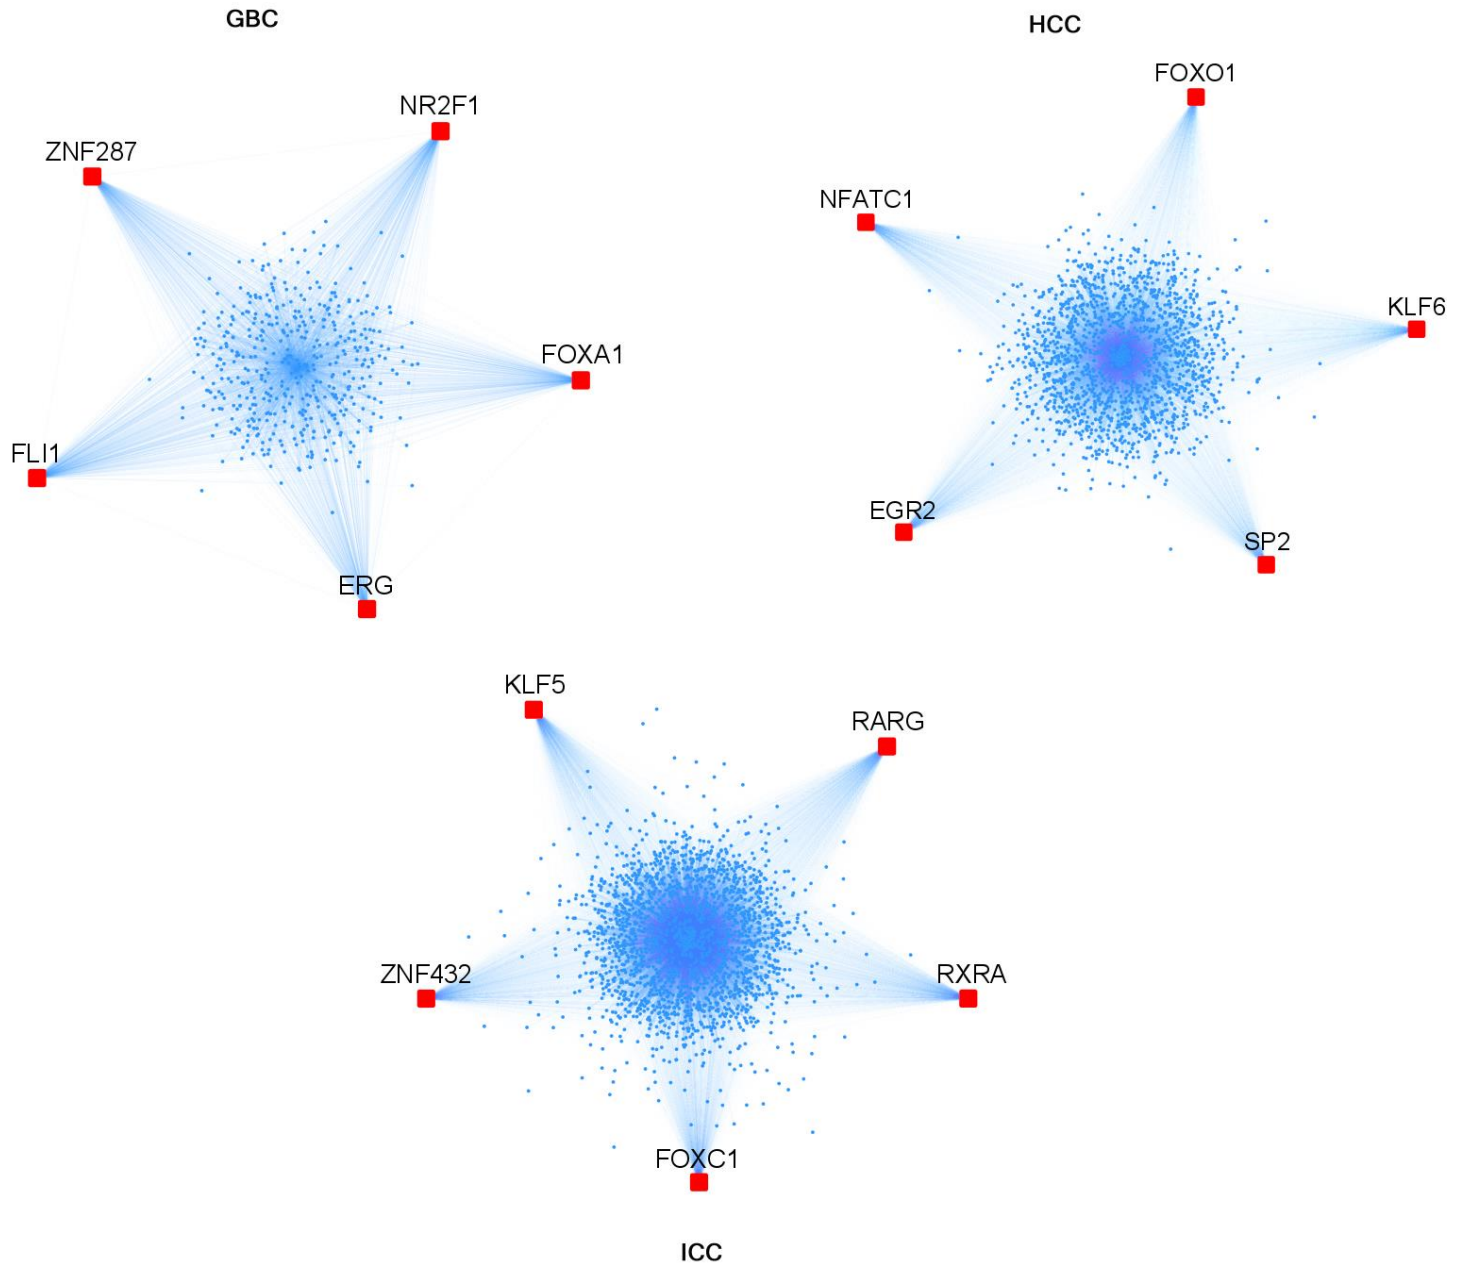 GBC
HCC
NR2F1
ZNF287
FOXA1
FLI1
ERG
FOXO1
NFATC1
KLF6
EGR2
SP2
KLF5
RARG
ZNF432
RXRA
FOXC1
ICC